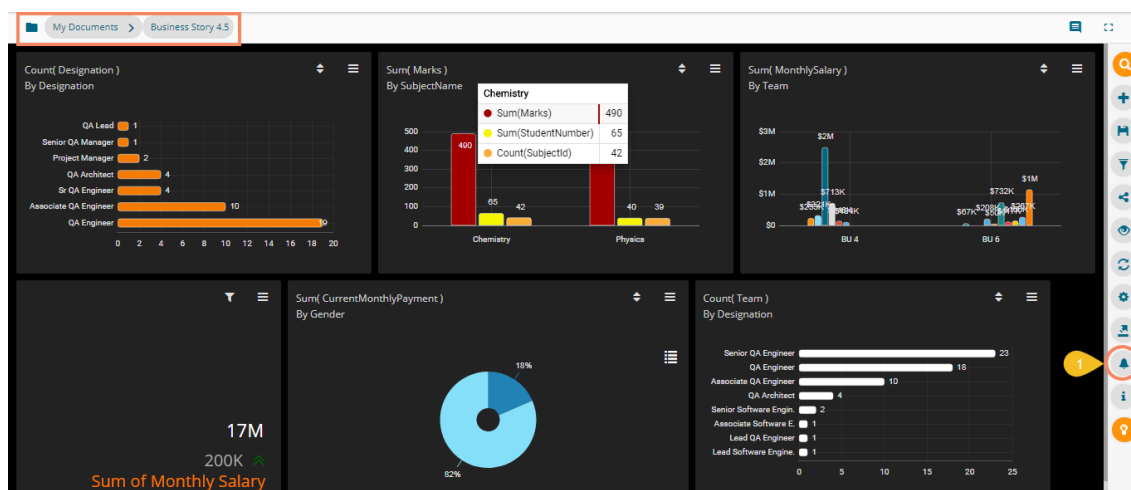 My Documents > Business Story 4.5
Count( Designation )
By Designation
QA Lead 1
Senior QA Manager 1
Project Manager 2
QA Architect 4
Sr QA Engineer 4
Associate QA Engineer 10
QA Engineer 19
0 2 4 6 8 10 12 14 16 18 20
Sum( Marks )
By SubjectName
Chemistry
Sum(Marks) 490
Sum(StudentNumber) 65
Count(SubjectId) 42
500
400
300
200
100
0
490
65
42
40
39
Chemistry
Physics
Sum( MonthlySalary )
By Team
$3M
$2M
$1M
$0
$2M
$713K
$67K
$732K
$1M
BU 4
BU 6
1
17M
200K
Sum of Monthly Salary
Sum( CurrentMonthlyPayment )
By Gender
18%
82%
Count( Team )
By Designation
Senior QA Engineer 23
QA Engineer 18
Associate QA Engineer 10
QA Architect 4
Senior Software Engin. 2
Associate Software E. 1
Lead QA Engineer 1
Lead Software Engine. 1
0 5 10 15 20 25